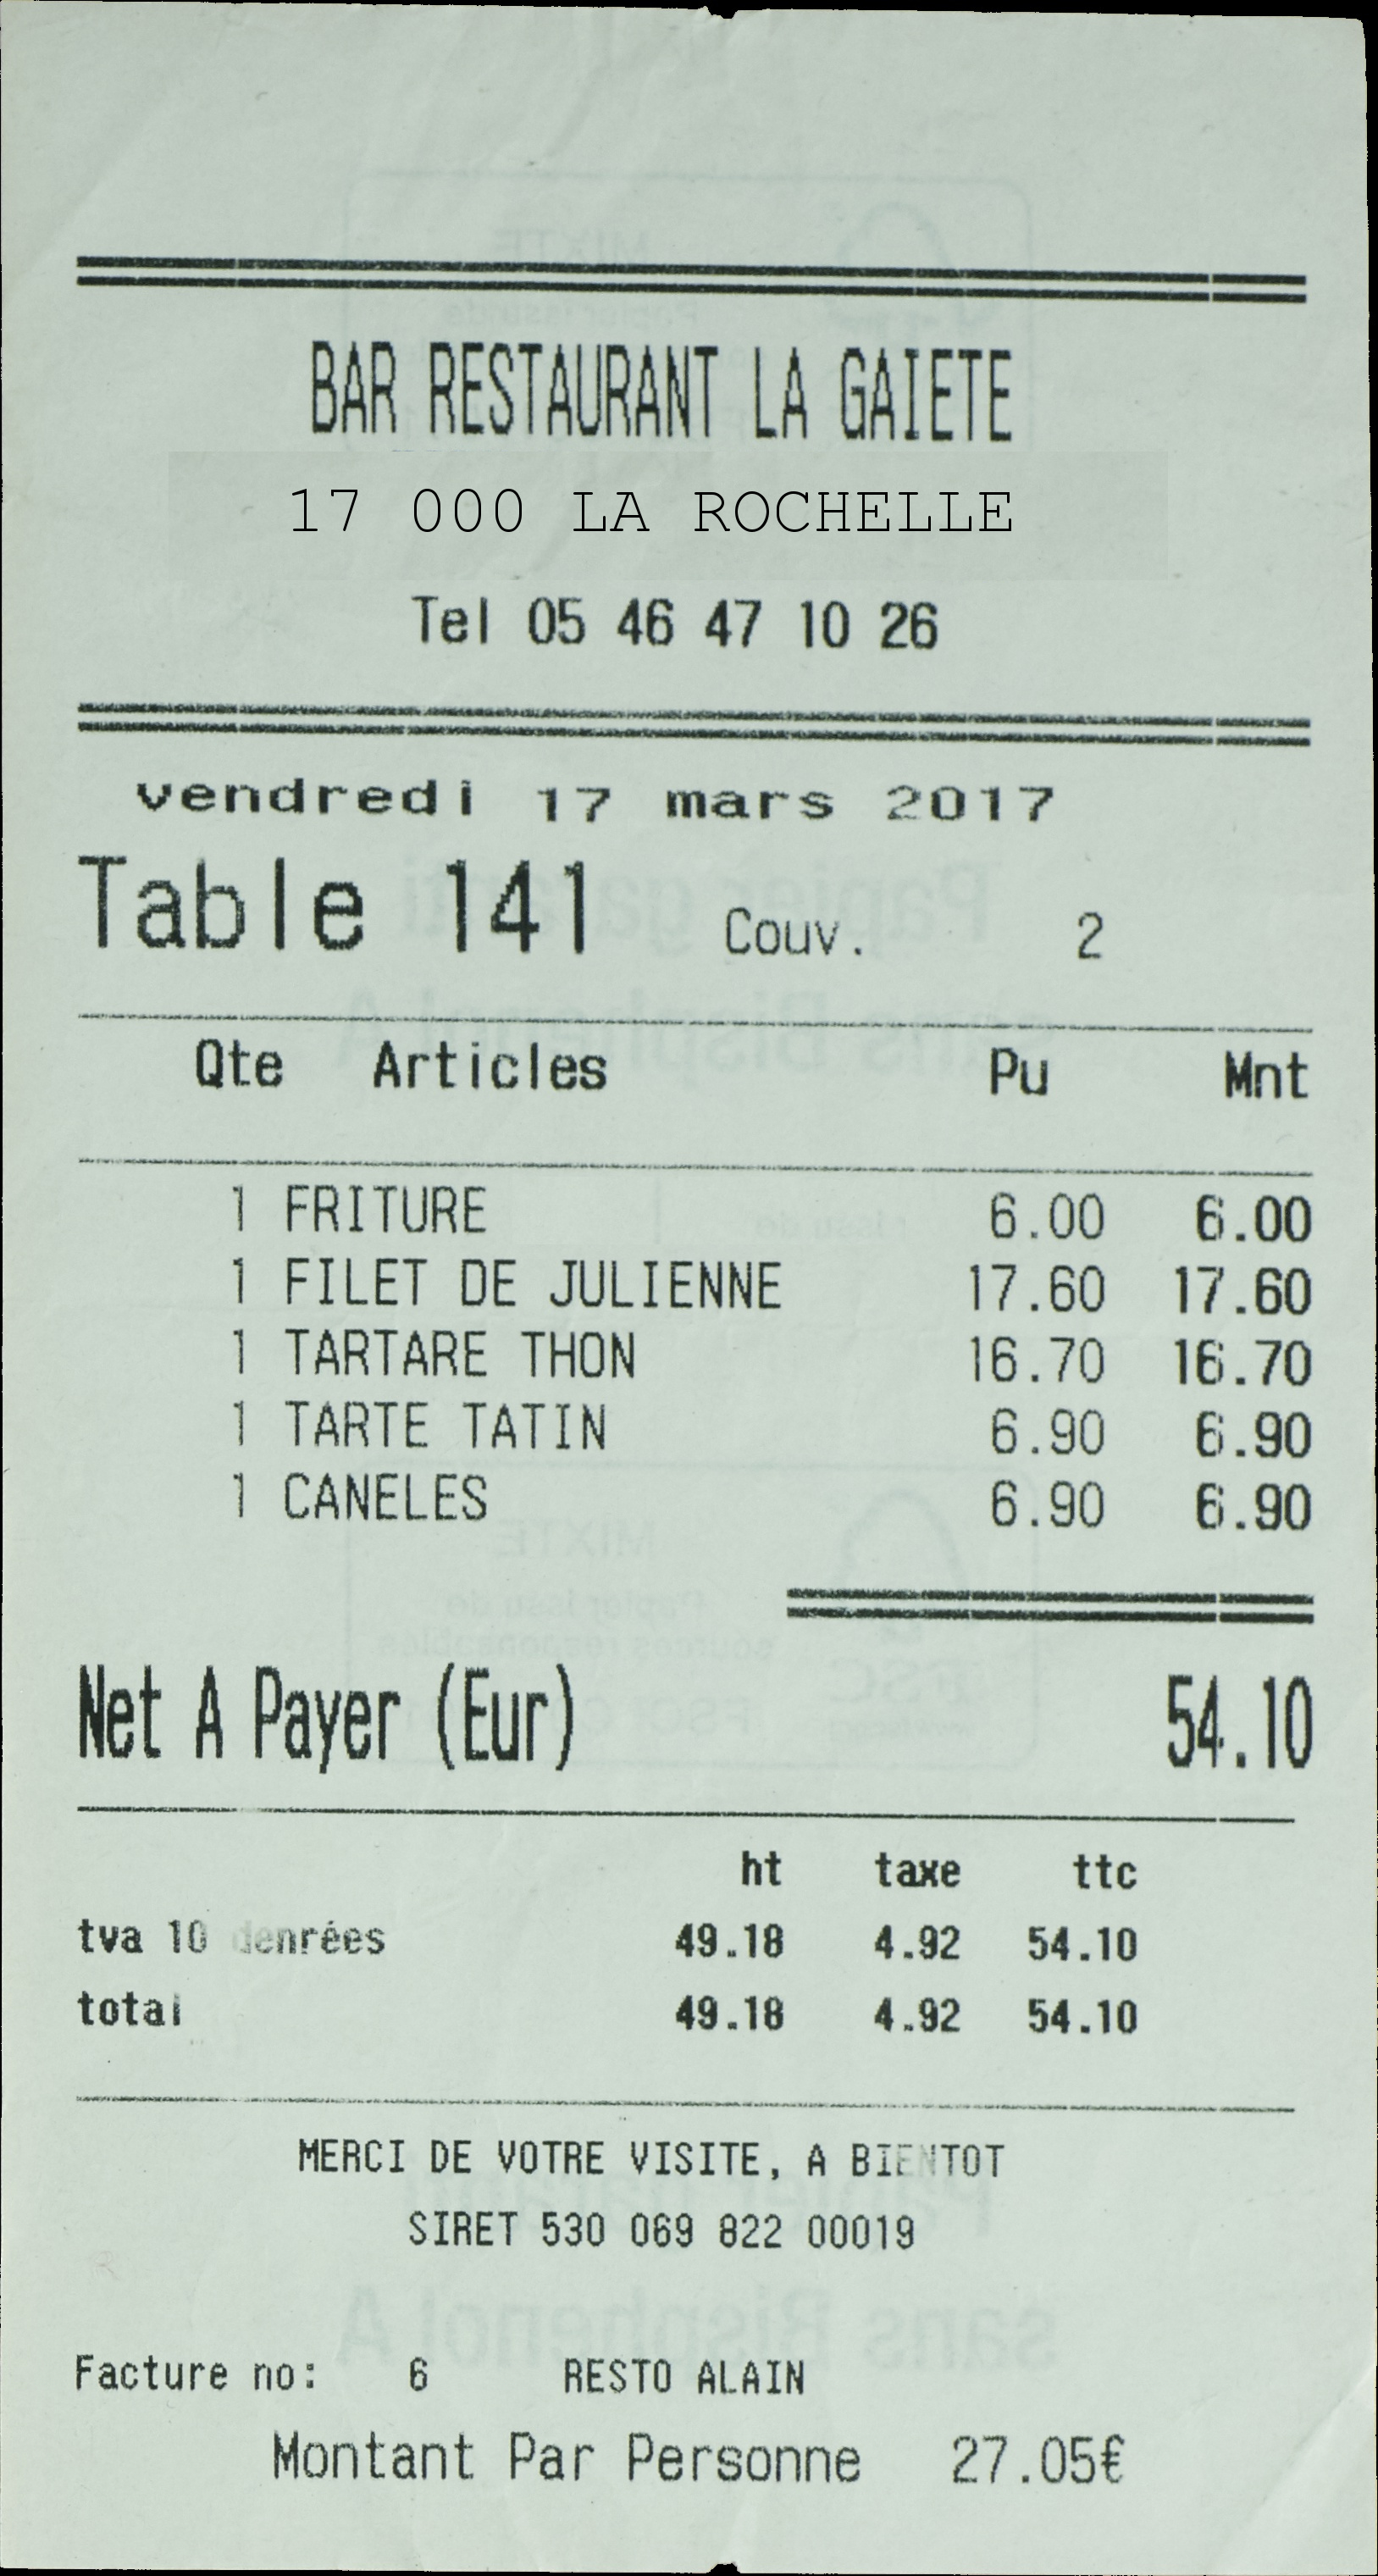 BAR RESTAURANT LA GAIETE
17 000 LA ROCHELLE
Tel 05 46 47 10 26
vendredi 17 mars 2017
Table 141 Couv. 2
Qte Articles Pu Mnt
1 FRITURE 6.00 6.00
1 FILET DE JULIENNE 17.60 17.60
1 TARTARE THON 16.70 16.70
1 TARTE TATIN 6.90 6.90
1 CANELES 6.90 6.90
Net A Payer (Eur) 54.10
ht taxe ttc
tva 10 denrées 49.18 4.92 54.10
total 49.18 4.92 54.10
MERCI DE VOTRE VISITE, A BIENTOT
SIRET 530 069 822 00019
Facture no: 6 RESTO ALAIN
Montant Par Personne 27.05€